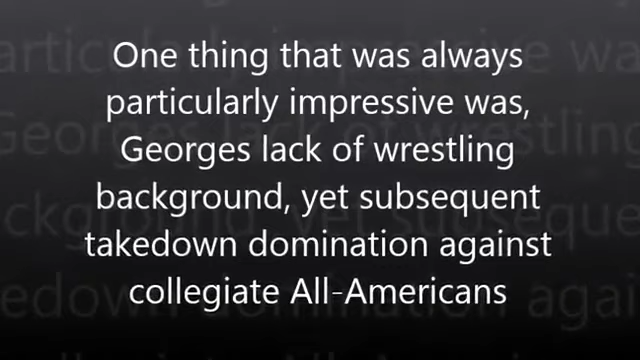 One thing that was always
particularly impressive was,
Georges lack of wrestling
background, yet subsequent
takedown domination against
collegiate All-Americans